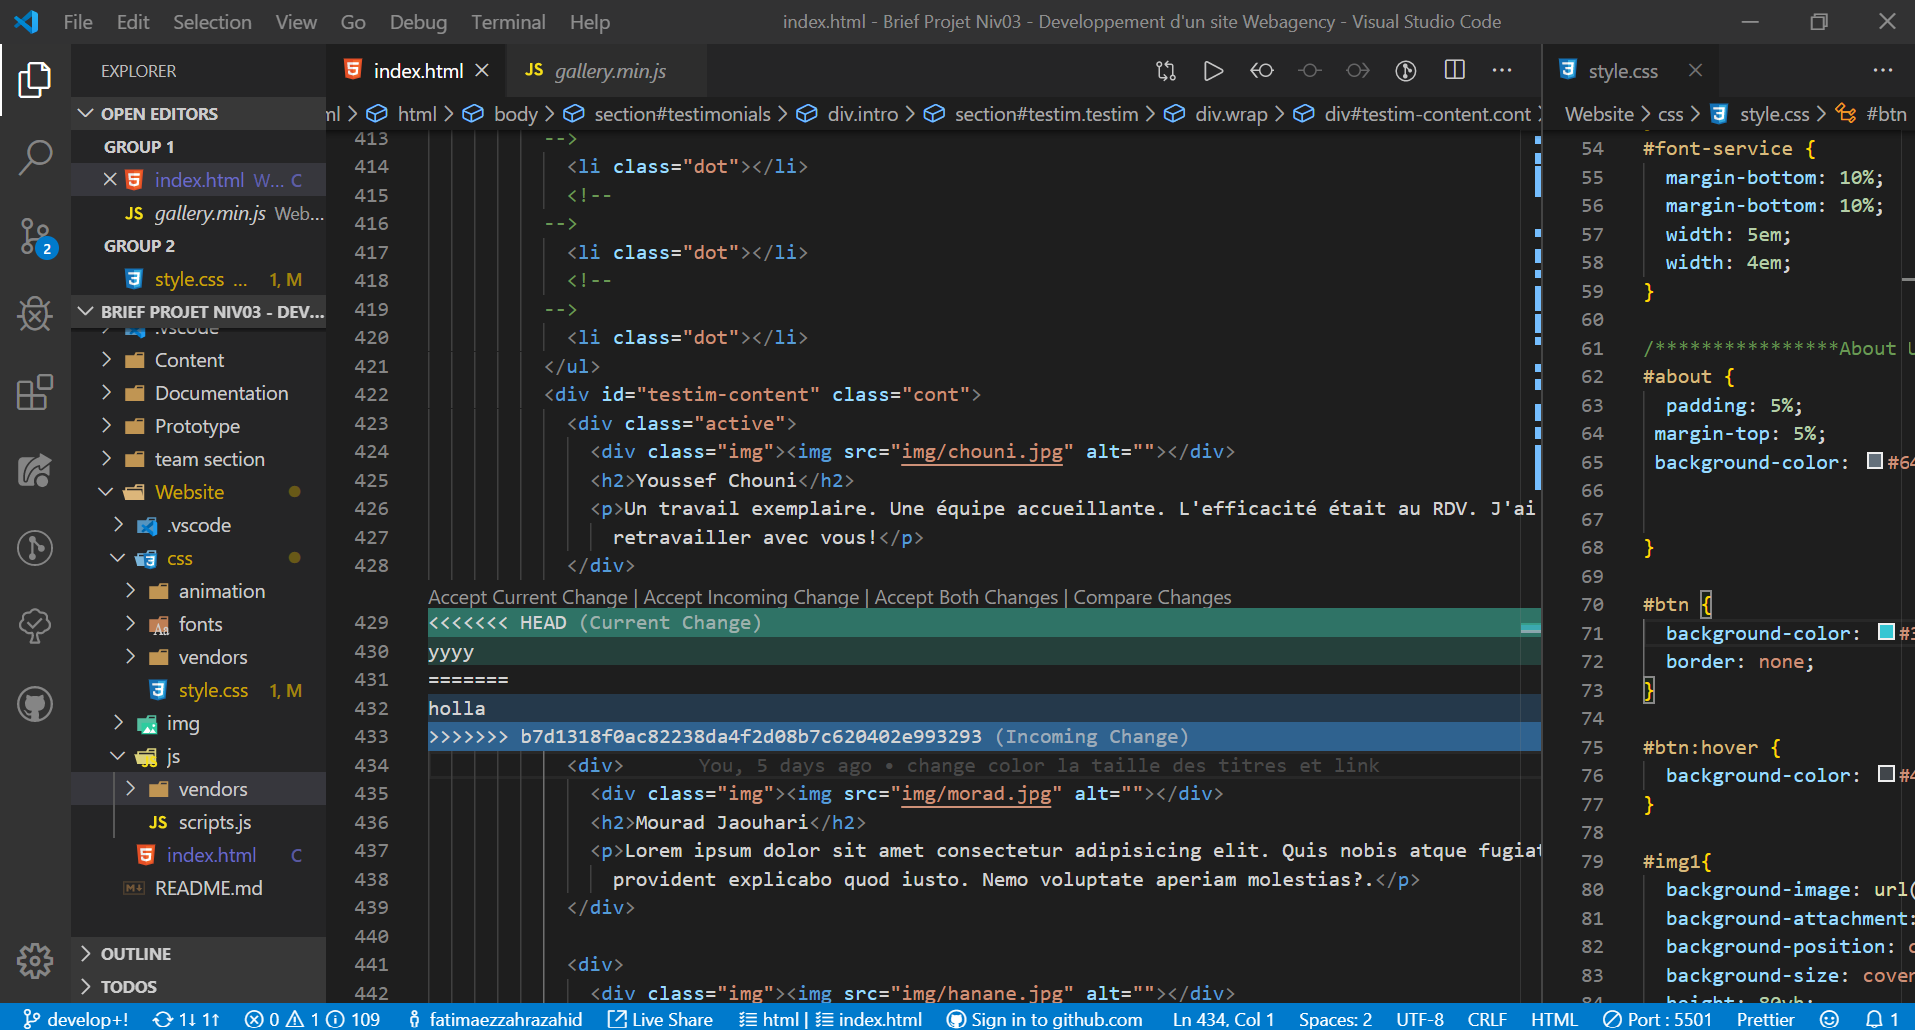 File Edit Selection View Go Debug Terminal Help index.html - Brief Projet Niv03 - Developpement d'un site Webagency - Visual Studio Code
EXPLORER
OPEN EDITORS
GROUP 1
index.html W... C
JS gallery.min.js Web...
GROUP 2
style.css ... 1, M
BRIEF PROJET NIV03 - DEV...
.vscode
Content
Documentation
Prototype
team section
Website
.vscode
css
animation
fonts
vendors
style.css 1, M
img
js
vendors
JS scripts.js
index.html C
README.md
OUTLINE
TODOS
2
index.html
JS gallery.min.js
ml > html > body > section#testimonials > div.intro > section#testim.testim > div.wrap > div#testim-content.cont
413 -->
414 <li class="dot"></li>
415 <!--
416 -->
417 <li class="dot"></li>
418 <!--
419 -->
420 <li class="dot"></li>
421 </ul>
422 <div id="testim-content" class="cont">
423 <div class="active">
424 <div class="img"><img src="img/chouni.jpg" alt=""></div>
425 <h2>Youssef Chouni</h2>
426 <p>Un travail exemplaire. Une équipe accueillante. L'efficacité était au RDV. J'ai
427 retravailler avec vous!</p>
428 </div>
Accept Current Change | Accept Incoming Change | Accept Both Changes | Compare Changes
429 <<<<<<< HEAD (Current Change)
430 yyyy
431 =======
432 holla
433 >>>>>>> b7d1318f0ac82238da4f2d08b7c620402e993293 (Incoming Change)
434 <div> You, 5 days ago • change color la taille des titres et link
435 <div class="img"><img src="img/morad.jpg" alt=""></div>
436 <h2>Mourad Jaouhari</h2>
437 <p>Lorem ipsum dolor sit amet consectetur adipisicing elit. Quis nobis atque fugiat
438 provident explicabo quod iusto. Nemo voluptate aperiam molestias?.</p>
439 </div>
440
441 <div>
442 <div class="img"><img src="img/hanane.jpg" alt=""></div>
style.css
Website > css > style.css > #btn
54 #font-service {
55 margin-bottom: 10%;
56 margin-bottom: 10%;
57 width: 5em;
58 width: 4em;
59 }
60
61 /****************About
62 #about {
63 padding: 5%;
64 margin-top: 5%;
65 background-color: #64
66
67
68 }
69
70 #btn {
71 background-color: #3
72 border: none;
73 }
74
75 #btn:hover {
76 background-color: #4
77 }
78
79 #img1{
80 background-image: url(
81 background-attachment:
82 background-position: c
83 background-size: cover
84 height: 80vh;
develop+! 1↓ 1↑ 0 1 109 fatimaezzahrazahid Live Share html | index.html Sign in to github.com Ln 434, Col 1 Spaces: 2 UTF-8 CRLF HTML Port : 5501 Prettier 1